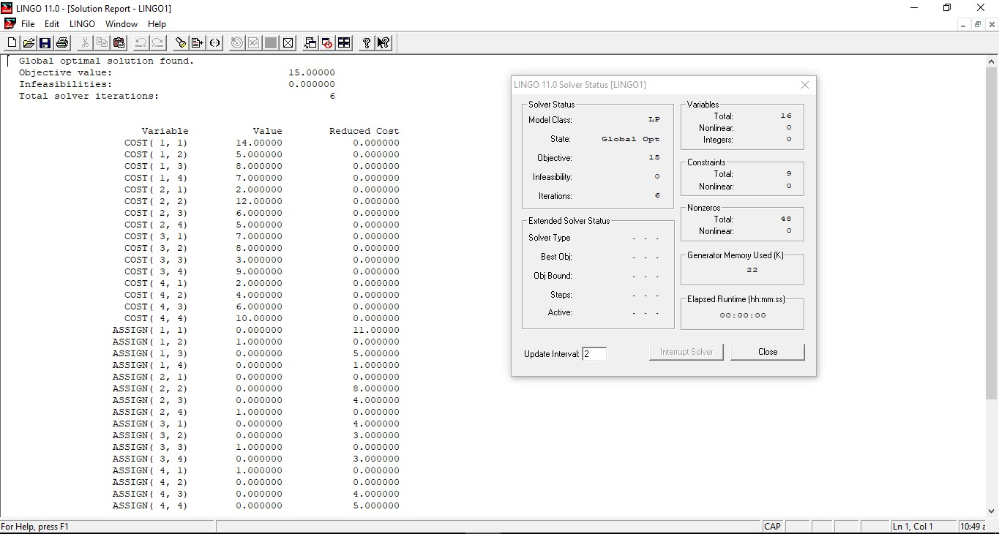 LINGO 11.0 - [Solution Report - LINGO1]
File Edit LINGO Window Help
Global optimal solution found.
Objective value: 15.00000
Infeasibilities: 0.000000
Total solver iterations: 6
Variable Value Reduced Cost
COST( 1, 1) 14.00000 0.000000
COST( 1, 2) 5.000000 0.000000
COST( 1, 3) 8.000000 0.000000
COST( 1, 4) 7.000000 0.000000
COST( 2, 1) 2.000000 0.000000
COST( 2, 2) 12.00000 0.000000
COST( 2, 3) 6.000000 0.000000
COST( 2, 4) 5.000000 0.000000
COST( 3, 1) 7.000000 0.000000
COST( 3, 2) 8.000000 0.000000
COST( 3, 3) 3.000000 0.000000
COST( 3, 4) 9.000000 0.000000
COST( 4, 1) 2.000000 0.000000
COST( 4, 2) 4.000000 0.000000
COST( 4, 3) 6.000000 0.000000
COST( 4, 4) 10.00000 0.000000
ASSIGN( 1, 1) 0.000000 11.00000
ASSIGN( 1, 2) 1.000000 0.000000
ASSIGN( 1, 3) 0.000000 5.000000
ASSIGN( 1, 4) 0.000000 1.000000
ASSIGN( 2, 1) 0.000000 0.000000
ASSIGN( 2, 2) 0.000000 8.000000
ASSIGN( 2, 3) 0.000000 4.000000
ASSIGN( 2, 4) 1.000000 0.000000
ASSIGN( 3, 1) 0.000000 4.000000
ASSIGN( 3, 2) 0.000000 3.000000
ASSIGN( 3, 3) 1.000000 0.000000
ASSIGN( 3, 4) 0.000000 3.000000
ASSIGN( 4, 1) 1.000000 0.000000
ASSIGN( 4, 2) 0.000000 0.000000
ASSIGN( 4, 3) 0.000000 4.000000
ASSIGN( 4, 4) 0.000000 5.000000
LINGO 11.0 Solver Status [LINGO1]
Solver Status
Model Class: LP
State: Global Opt
Objective: 15
Infeasibility: 0
Iterations: 6
Extended Solver Status
Solver Type - - -
Best Obj: - - -
Obj Bound: - - -
Steps: - - -
Active: - - -
Update Interval: 2
Variables
Total: 16
Nonlinear: 0
Integers: 0
Constraints
Total: 9
Nonlinear: 0
Nonzeros
Total: 48
Nonlinear: 0
Generator Memory Used (K)
22
Elapsed Runtime (hh:mm:ss)
00:00:00
Interrupt Solver Close
For Help, press F1 CAP Ln 1, Col 1 10:49 a